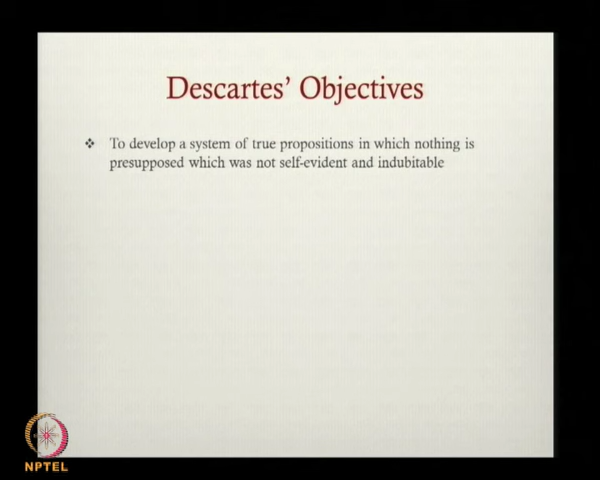 Descartes' Objectives
❖ To develop a system of true propositions in which nothing is
presupposed which was not self-evident and indubitable
NPTEL